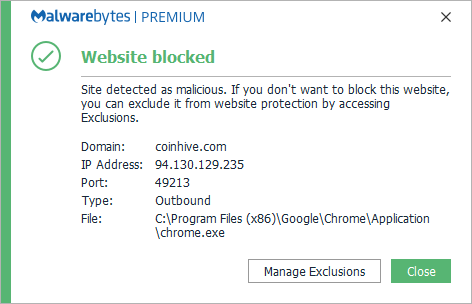 Malwarebytes | PREMIUM
Website blocked
Site detected as malicious. If you don't want to block this website,
you can exclude it from website protection by accessing
Exclusions.
Domain: coinhive.com
IP Address: 94.130.129.235
Port: 49213
Type: Outbound
File: C:\Program Files (x86)\Google\Chrome\Application
\chrome.exe
Manage Exclusions Close